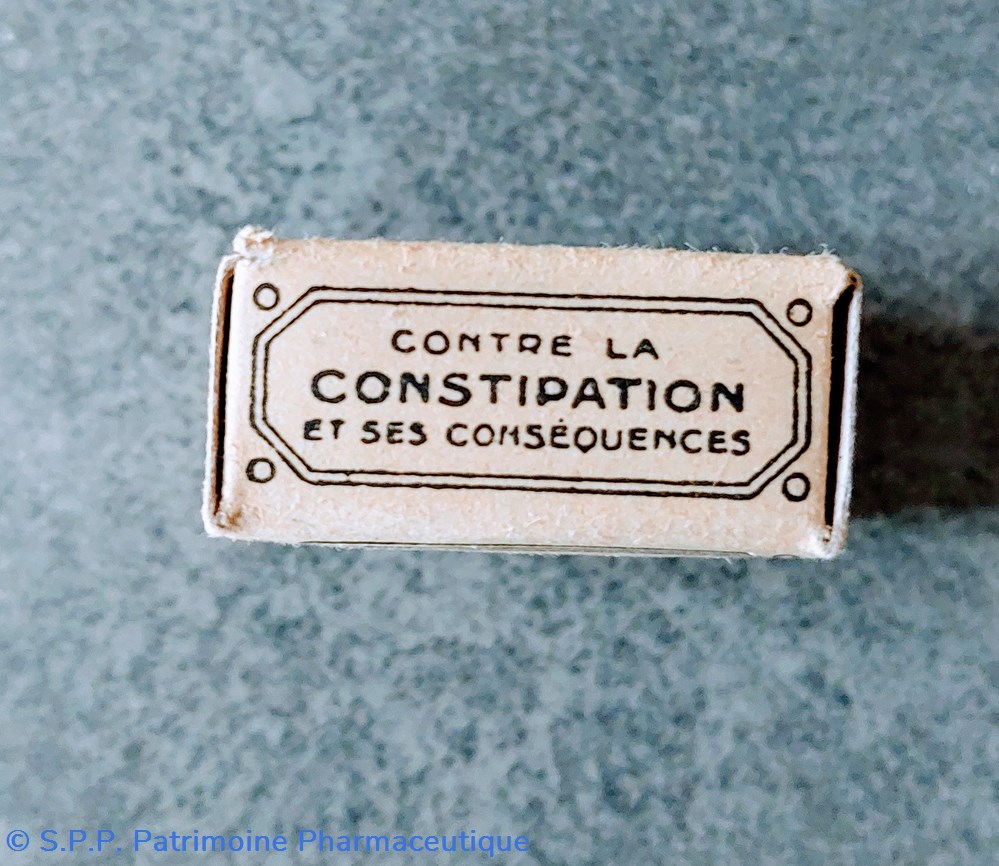 CONTRE LA
CONSTIPATION
ET SES CONSÉQUENCES
© S.P.P. Patrimoine Pharmaceutique